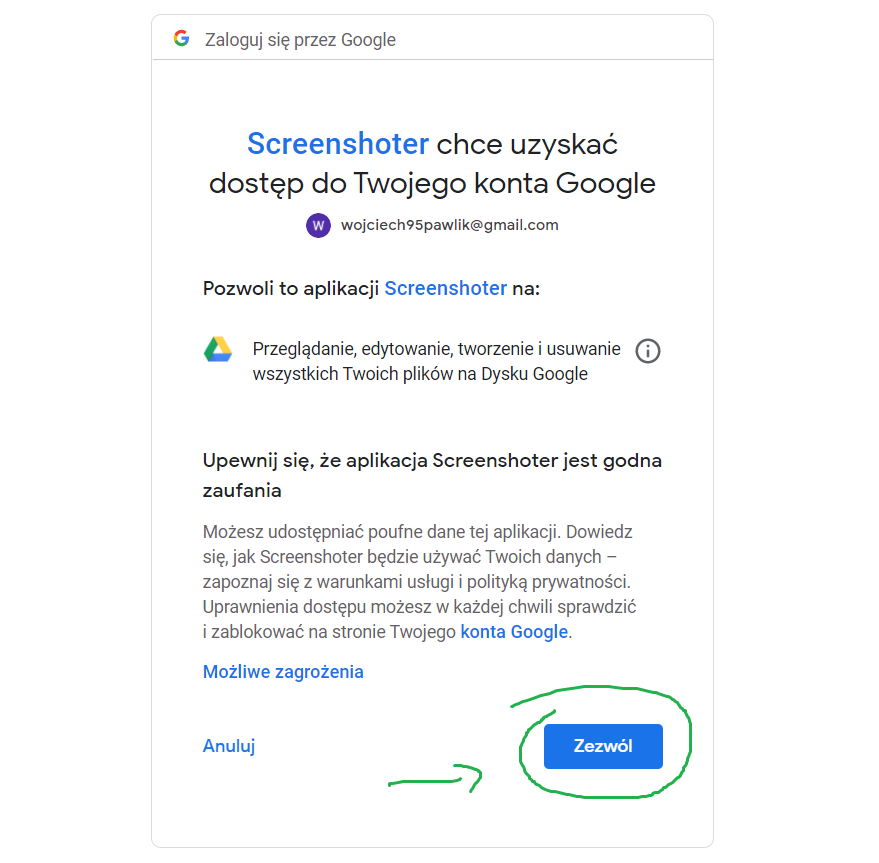 Zaloguj się przez Google
Screenshoter chce uzyskać
dostęp do Twojego konta Google
W wojciech95pawlik@gmail.com
Pozwoli to aplikacji Screenshoter na:
Przeglądanie, edytowanie, tworzenie i usuwanie
wszystkich Twoich plików na Dysku Google
Upewnij się, że aplikacja Screenshoter jest godna
zaufania
Możesz udostępniać poufne dane tej aplikacji. Dowiedz
się, jak Screenshoter będzie używać Twoich danych –
zapoznaj się z warunkami usługi i polityką prywatności.
Uprawnienia dostępu możesz w każdej chwili sprawdzić
i zablokować na stronie Twojego konta Google.
Możliwe zagrożenia
Anuluj
Zezwól